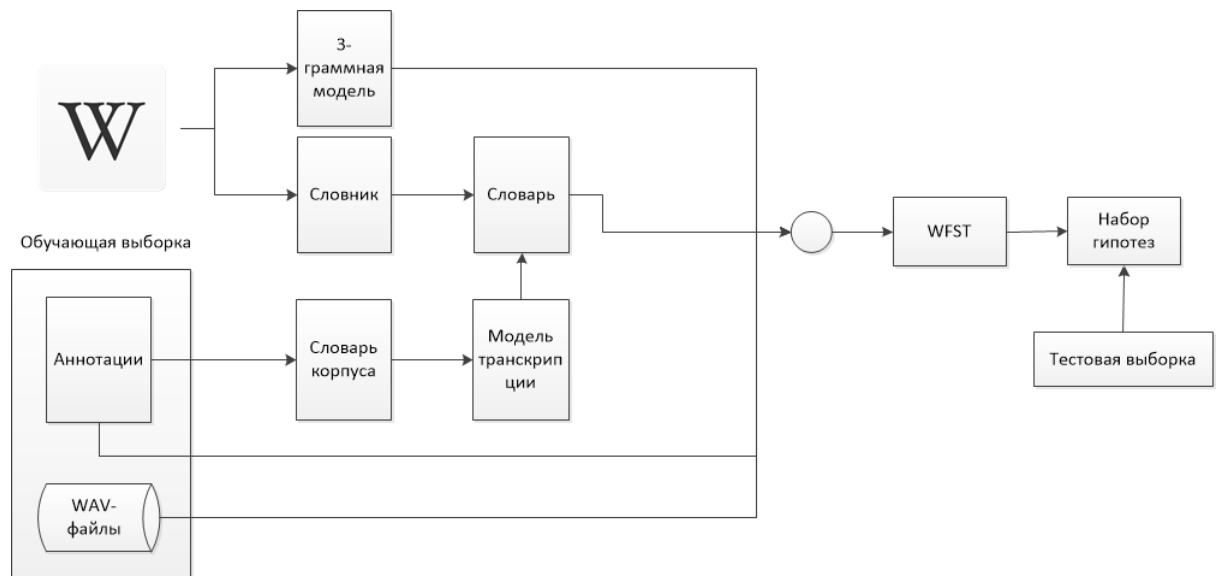 3-
граммная
модель
W
Словник
Словарь
WFST
Набор
гипотез
Обучающая выборка
Аннотации
Словарь
корпуса
Модель
транскрип
ции
Тестовая выборка
WAV-
файлы